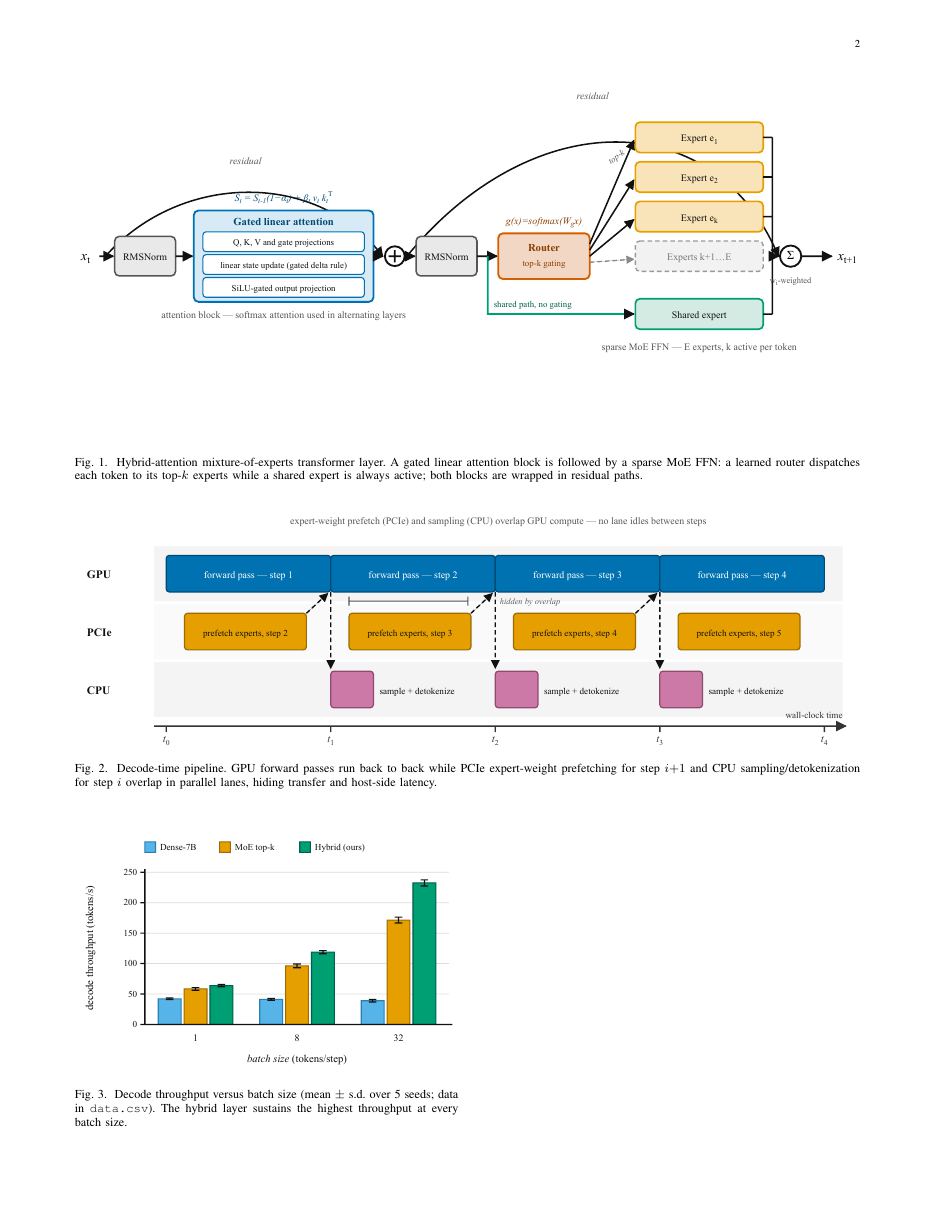 2
residual
residual
Expert e1
top-k
Expert e2
St = St-1(1−αt) + βt vt ktT
Gated linear attention
g(x)=softmax(Wgx)
Expert ek
Q, K, V and gate projections
Router
xt
RMSNorm
linear state update (gated delta rule)
RMSNorm
top-k gating
Experts k+1…E
Σ
xt+1
SiLU-gated output projection
wi-weighted
shared path, no gating
attention block — softmax attention used in alternating layers
Shared expert
sparse MoE FFN — E experts, k active per token
Fig. 1. Hybrid-attention mixture-of-experts transformer layer. A gated linear attention block is followed by a sparse MoE FFN: a learned router dispatches
each token to its top-k experts while a shared expert is always active; both blocks are wrapped in residual paths.
expert-weight prefetch (PCIe) and sampling (CPU) overlap GPU compute — no lane idles between steps
GPU forward pass — step 1 forward pass — step 2 forward pass — step 3 forward pass — step 4
hidden by overlap
PCIe prefetch experts, step 2 prefetch experts, step 3 prefetch experts, step 4 prefetch experts, step 5
CPU sample + detokenize sample + detokenize sample + detokenize
wall-clock time
t0 t1 t2 t3 t4
Fig. 2. Decode-time pipeline. GPU forward passes run back to back while PCIe expert-weight prefetching for step i+1 and CPU sampling/detokenization
for step i overlap in parallel lanes, hiding transfer and host-side latency.
Dense-7B MoE top-k Hybrid (ours)
decode throughput (tokens/s)
250
200
150
100
50
0
1 8 32
batch size (tokens/step)
Fig. 3. Decode throughput versus batch size (mean ± s.d. over 5 seeds; data
in data.csv). The hybrid layer sustains the highest throughput at every
batch size.